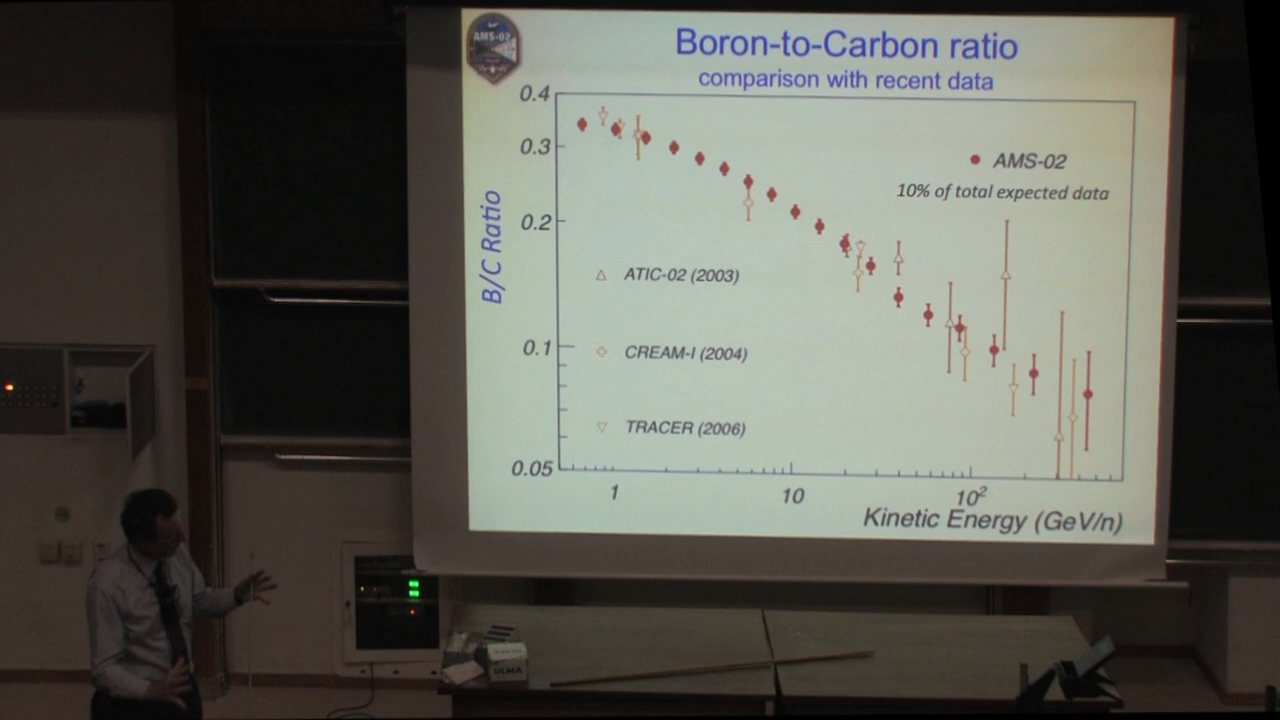 AMS-02
Boron-to-Carbon ratio
comparison with recent data
0.4
0.3
0.2
0.1
0.05
B/C Ratio
AMS-02
10% of total expected data
ATIC-02 (2003)
CREAM-I (2004)
TRACER (2006)
1
10
10²
Kinetic Energy (GeV/n)
ULMA